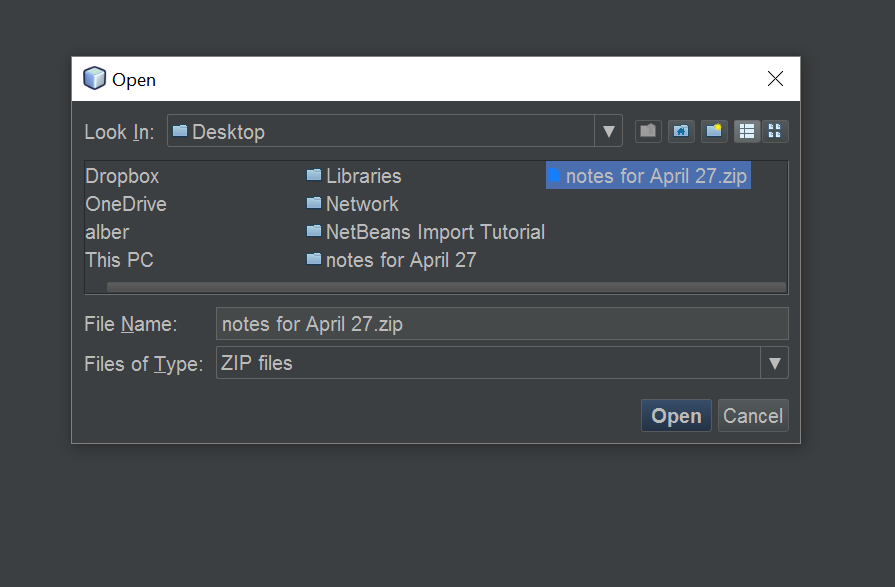 Open
Look In: Desktop
Dropbox Libraries notes for April 27.zip
OneDrive Network
alber NetBeans Import Tutorial
This PC notes for April 27
File Name: notes for April 27.zip
Files of Type: ZIP files
Open Cancel